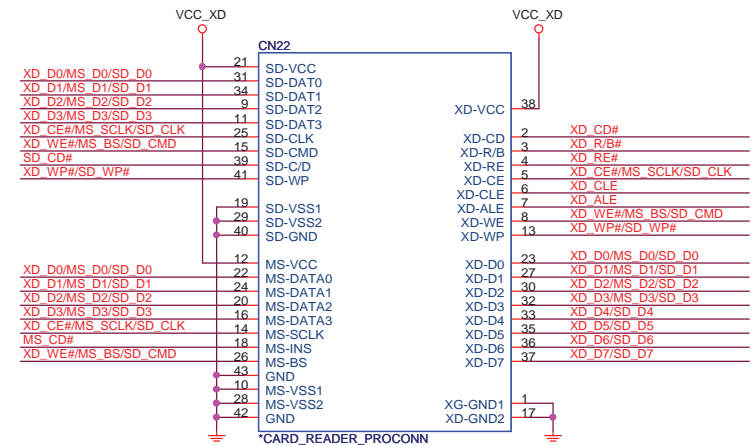 VCC_XD
VCC_XD
CN22
21 SD-VCC
XD_D0/MS_D0/SD_D0 31 SD-DAT0
XD_D1/MS_D1/SD_D1 34 SD-DAT1
XD_D2/MS_D2/SD_D2 9 SD-DAT2
XD_D3/MS_D3/SD_D3 11 SD-DAT3
XD_CE#/MS_SCLK/SD_CLK 25 SD-CLK
XD_WE#/MS_BS/SD_CMD 15 SD-CMD
SD_CD# 39 SD-C/D
XD_WP#/SD_WP# 41 SD-WP
19 SD-VSS1
29 SD-VSS2
40 SD-GND
12 MS-VCC
XD_D0/MS_D0/SD_D0 22 MS-DATA0
XD_D1/MS_D1/SD_D1 24 MS-DATA1
XD_D2/MS_D2/SD_D2 20 MS-DATA2
XD_D3/MS_D3/SD_D3 16 MS-DATA3
XD_CE#/MS_SCLK/SD_CLK 14 MS-SCLK
MS_CD# 18 MS-INS
XD_WE#/MS_BS/SD_CMD 26 MS-BS
43 GND
10 MS-VSS1
28 MS-VSS2
42 GND
XD-VCC 38
XD-CD 2 XD_CD#
XD-R/B 3 XD_R/B#
XD-RE 4 XD_RE#
XD-CE 5 XD_CE#/MS_SCLK/SD_CLK
XD-CLE 6 XD_CLE
XD-ALE 7 XD_ALE
XD-WE 8 XD_WE#/MS_BS/SD_CMD
XD-WP 13 XD_WP#/SD_WP#
XD-D0 23 XD_D0/MS_D0/SD_D0
XD-D1 27 XD_D1/MS_D1/SD_D1
XD-D2 30 XD_D2/MS_D2/SD_D2
XD-D3 32 XD_D3/MS_D3/SD_D3
XD-D4 33 XD_D4/SD_D4
XD-D5 35 XD_D5/SD_D5
XD-D6 36 XD_D6/SD_D6
XD-D7 37 XD_D7/SD_D7
XG-GND1 1
XD-GND2 17
*CARD_READER_PROCONN